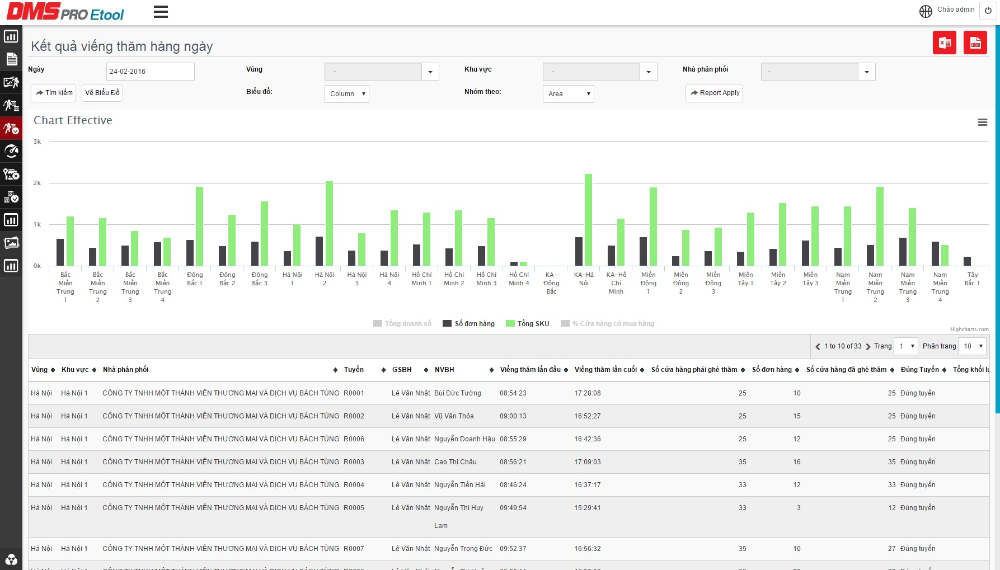 DMSPRO Etool
Chào admin
Kết quả viếng thăm hàng ngày
Ngày 24-02-2016 Vùng - Khu vực - Nhà phân phối -
Tìm kiếm Vẽ Biểu Đồ Biểu đồ: Column Nhóm theo: Area Report Apply
Chart Effective
3k
2k
1k
0k
Bắc Miền Trung 1 Bắc Miền Trung 2 Bắc Miền Trung 3 Bắc Miền Trung 4 Đông Bắc 1 Đông Bắc 2 Đông Bắc 3 Hà Nội 1 Hà Nội 2 Hà Nội 3 Hà Nội 4 Hồ Chí Minh 1 Hồ Chí Minh 2 Hồ Chí Minh 3 Hồ Chí Minh 4 KA-Đông Bắc KA-Hà Nội KA-Hồ Chí Minh Miền Đông 1 Miền Đông 2 Miền Đông 3 Miền Tây 1 Miền Tây 2 Miền Tây 3 Nam Miền Trung 1 Nam Miền Trung 2 Nam Miền Trung 3 Nam Miền Trung 4 Tây Bắc 1
Tổng doanh số Số đơn hàng Tổng SKU % Cửa hàng có mua hàng
Highcharts.com
1 to 10 of 33 Trang 1 Phân trang 10
Vùng Khu vực Nhà phân phối Tuyến GSBH NVBH Viếng thăm lần đầu Viếng thăm lần cuối Số cửa hàng phải ghé thăm Số đơn hàng Số cửa hàng đã ghé thăm Đúng Tuyến Tổng khối
Hà Nội Hà Nội 1 CÔNG TY TNHH MỘT THÀNH VIÊN THƯƠNG MẠI VÀ DỊCH VỤ BÁCH TÙNG R0001 Lê Văn Nhật Bùi Đức Tường 08:54:23 17:28:08 25 10 25 Đúng tuyến
Hà Nội Hà Nội 1 CÔNG TY TNHH MỘT THÀNH VIÊN THƯƠNG MẠI VÀ DỊCH VỤ BÁCH TÙNG R0002 Lê Văn Nhật Vũ Văn Thỏa 09:00:13 16:52:27 25 15 25 Đúng tuyến
Hà Nội Hà Nội 1 CÔNG TY TNHH MỘT THÀNH VIÊN THƯƠNG MẠI VÀ DỊCH VỤ BÁCH TÙNG R0006 Lê Văn Nhật Nguyễn Doanh Hậu 08:55:29 16:42:36 25 12 25 Đúng tuyến
Hà Nội Hà Nội 1 CÔNG TY TNHH MỘT THÀNH VIÊN THƯƠNG MẠI VÀ DỊCH VỤ BÁCH TÙNG R0003 Lê Văn Nhật Cao Thị Châu 08:56:21 17:09:03 35 16 35 Đúng tuyến
Hà Nội Hà Nội 1 CÔNG TY TNHH MỘT THÀNH VIÊN THƯƠNG MẠI VÀ DỊCH VỤ BÁCH TÙNG R0004 Lê Văn Nhật Nguyễn Tiến Hải 08:46:24 16:37:17 33 12 33 Đúng tuyến
Hà Nội Hà Nội 1 CÔNG TY TNHH MỘT THÀNH VIÊN THƯƠNG MẠI VÀ DỊCH VỤ BÁCH TÙNG R0005 Lê Văn Nhật Nguyễn Thị Huy Lam 09:49:54 15:29:41 33 3 12 Đúng tuyến
Hà Nội Hà Nội 1 CÔNG TY TNHH MỘT THÀNH VIÊN THƯƠNG MẠI VÀ DỊCH VỤ BÁCH TÙNG R0007 Lê Văn Nhật Nguyễn Trọng Đức 09:52:37 16:56:32 35 10 27 Đúng tuyến